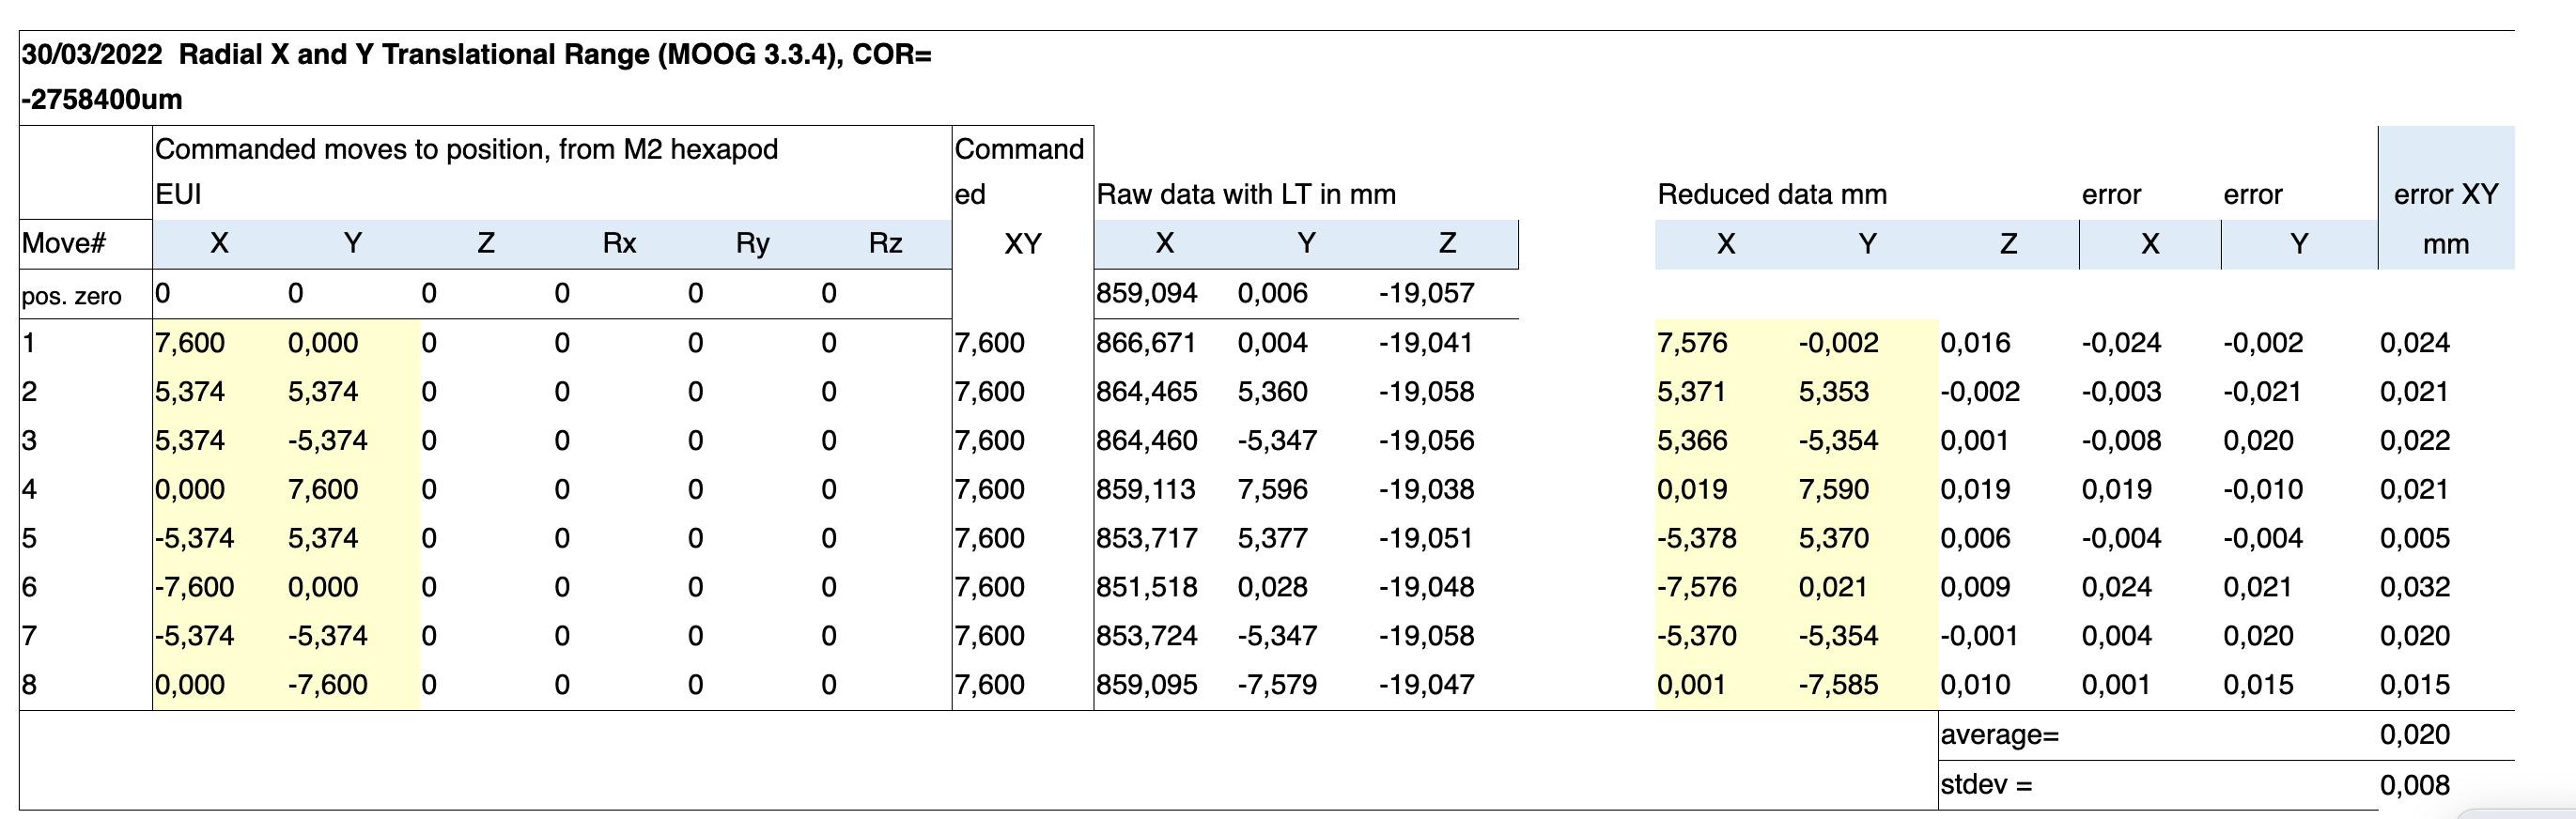 30/03/2022 Radial X and Y Translational Range (MOOG 3.3.4), COR=
-2758400um
Commanded moves to position, from M2 hexapod Command
EUI ed Raw data with LT in mm Reduced data mm error error error XY
Move# X Y Z Rx Ry Rz XY X Y Z X Y Z X Y mm
pos. zero 0 0 0 0 0 0 859,094 0,006 -19,057
1 7,600 0,000 0 0 0 0 7,600 866,671 0,004 -19,041 7,576 -0,002 0,016 -0,024 -0,002 0,024
2 5,374 5,374 0 0 0 0 7,600 864,465 5,360 -19,058 5,371 5,353 -0,002 -0,003 -0,021 0,021
3 5,374 -5,374 0 0 0 0 7,600 864,460 -5,347 -19,056 5,366 -5,354 0,001 -0,008 0,020 0,022
4 0,000 7,600 0 0 0 0 7,600 859,113 7,596 -19,038 0,019 7,590 0,019 0,019 -0,010 0,021
5 -5,374 5,374 0 0 0 0 7,600 853,717 5,377 -19,051 -5,378 5,370 0,006 -0,004 -0,004 0,005
6 -7,600 0,000 0 0 0 0 7,600 851,518 0,028 -19,048 -7,576 0,021 0,009 0,024 0,021 0,032
7 -5,374 -5,374 0 0 0 0 7,600 853,724 -5,347 -19,058 -5,370 -5,354 -0,001 0,004 0,020 0,020
8 0,000 -7,600 0 0 0 0 7,600 859,095 -7,579 -19,047 0,001 -7,585 0,010 0,001 0,015 0,015
average= 0,020
stdev = 0,008